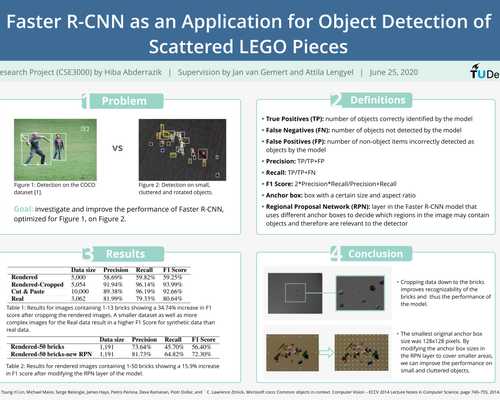 Faster R-CNN as an Application for Object Detection of
Scattered LEGO Pieces
esearch Project (CSE3000) by Hiba Abderrazik | Supervision by Jan van Gemert and Attila Lengyel | June 25, 2020
TUDe
1 Problem
vs
Figure 1: Detection on the COCO
dataset [1].
Figure 2: Detection on small,
cluttered and rotated objects.
Goal: investigate and improve the performance of Faster R-CNN,
optimized for Figure 1, on Figure 2.
2 Definitions
• True Positives (TP): number of objects correctly identified by the model
• False Negatives (FN): number of objects not detected by the model
• False Positives (FP): number of non-object items incorrectly detected as
objects by the model
• Precision: TP/TP+FP
• Recall: TP/TP+FN
• F1 Score: 2*Precision*Recall/Precision+Recall
• Anchor box: box with a certain size and aspect ratio
• Regional Proposal Network (RPN): layer in the Faster R-CNN model that
uses different anchor boxes to decide which regions in the image may contain
objects and therefore are relevant to the detector
3 Results
Data size Precision Recall F1 Score
Rendered 5,000 58.69% 59.82% 59.25%
Rendered-Cropped 5,054 91.94% 96.14% 93.99%
Cut & Paste 10,000 89.38% 96.19% 92.66%
Real 3,062 81.99% 79.33% 80.64%
Table 1: Results for images containing 1-13 bricks showing a 34.74% increase in F1
score after cropping the rendered images. A smaller dataset as well as more
complex images for the Real data result in a higher F1 Score for synthetic data than
real data.
Data size Precision Recall F1 Score
Rendered-50 bricks 1,191 73.64% 45.70% 56.40%
Rendered-50 bricks-new RPN 1,191 81.73% 64.82% 72.30%
Table 2: Results for rendered images containing 1-50 bricks showing a 15.9% increase in
F1 score after modifying the RPN layer of the model.
4 Conclusion
• Cropping data down to the bricks
improves recognizability of the
bricks and thus the performance of
the model.
• The smallest original anchor box
size was 128x128 pixels. By
modifying the anchor box sizes in
the RPN layer to cover smaller areas,
we can improve the performance on
small and cluttered objects.
Tsung-Yi Lin, Michael Maire, Serge Belongie, James Hays, Pietro Perona, Deva Ramanan, Piotr Dollár, and C. Lawrence Zitnick. Microsoft coco: Common objects in context. Computer Vision – ECCV 2014 Lecture Notes in Computer Science, page 740–755, 2014